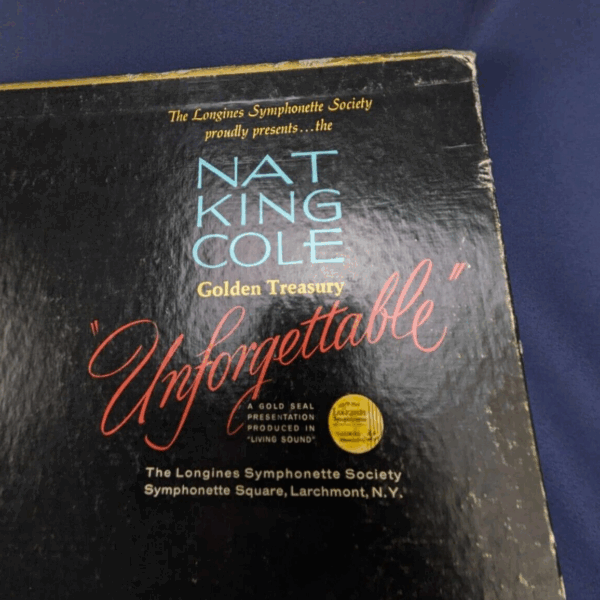 The Longines Symphonette Society
proudly presents...the
NAT
KING
COLE
Golden Treasury
"Unforgettable"
A GOLD SEAL
PRESENTATION
PRODUCED IN
"LIVING SOUND"
The Longines Symphonette Society
Symphonette Square, Larchmont, N.Y.